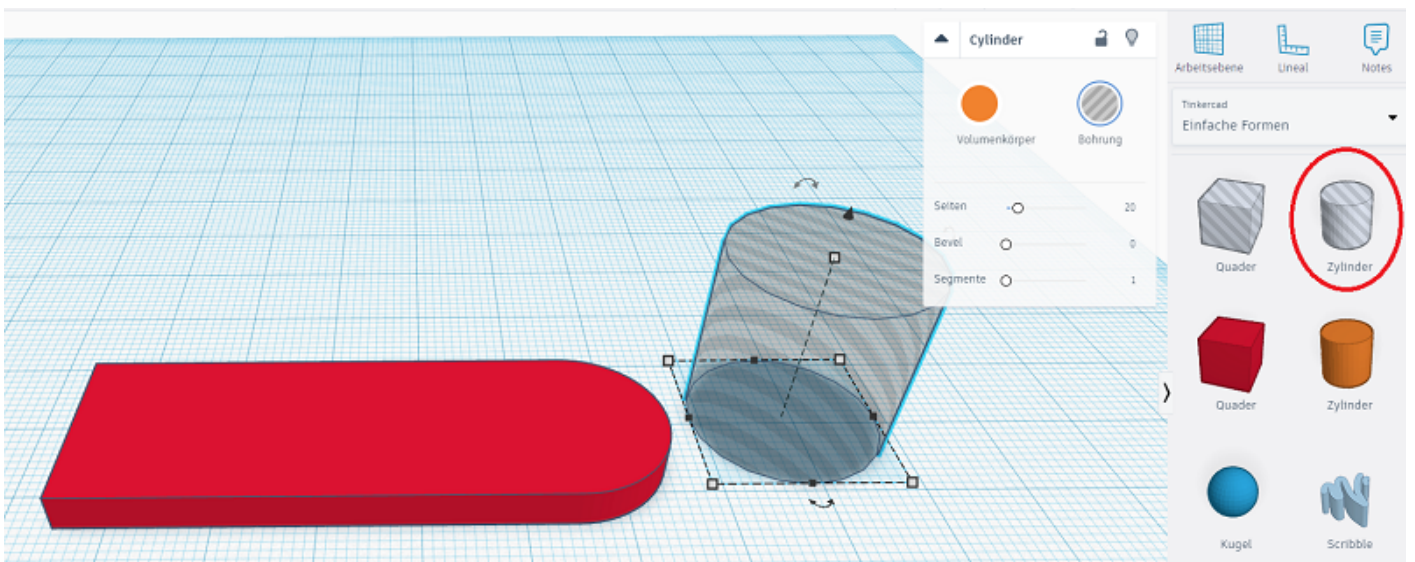 Cylinder
Volumenkörper
Bohrung
Seiten 20
Bevel 0
Segmente 1
Arbeitsebene
Lineal
Notes
Tinkercad
Einfache Formen
Quader
Zylinder
Quader
Zylinder
Kugel
Scribble